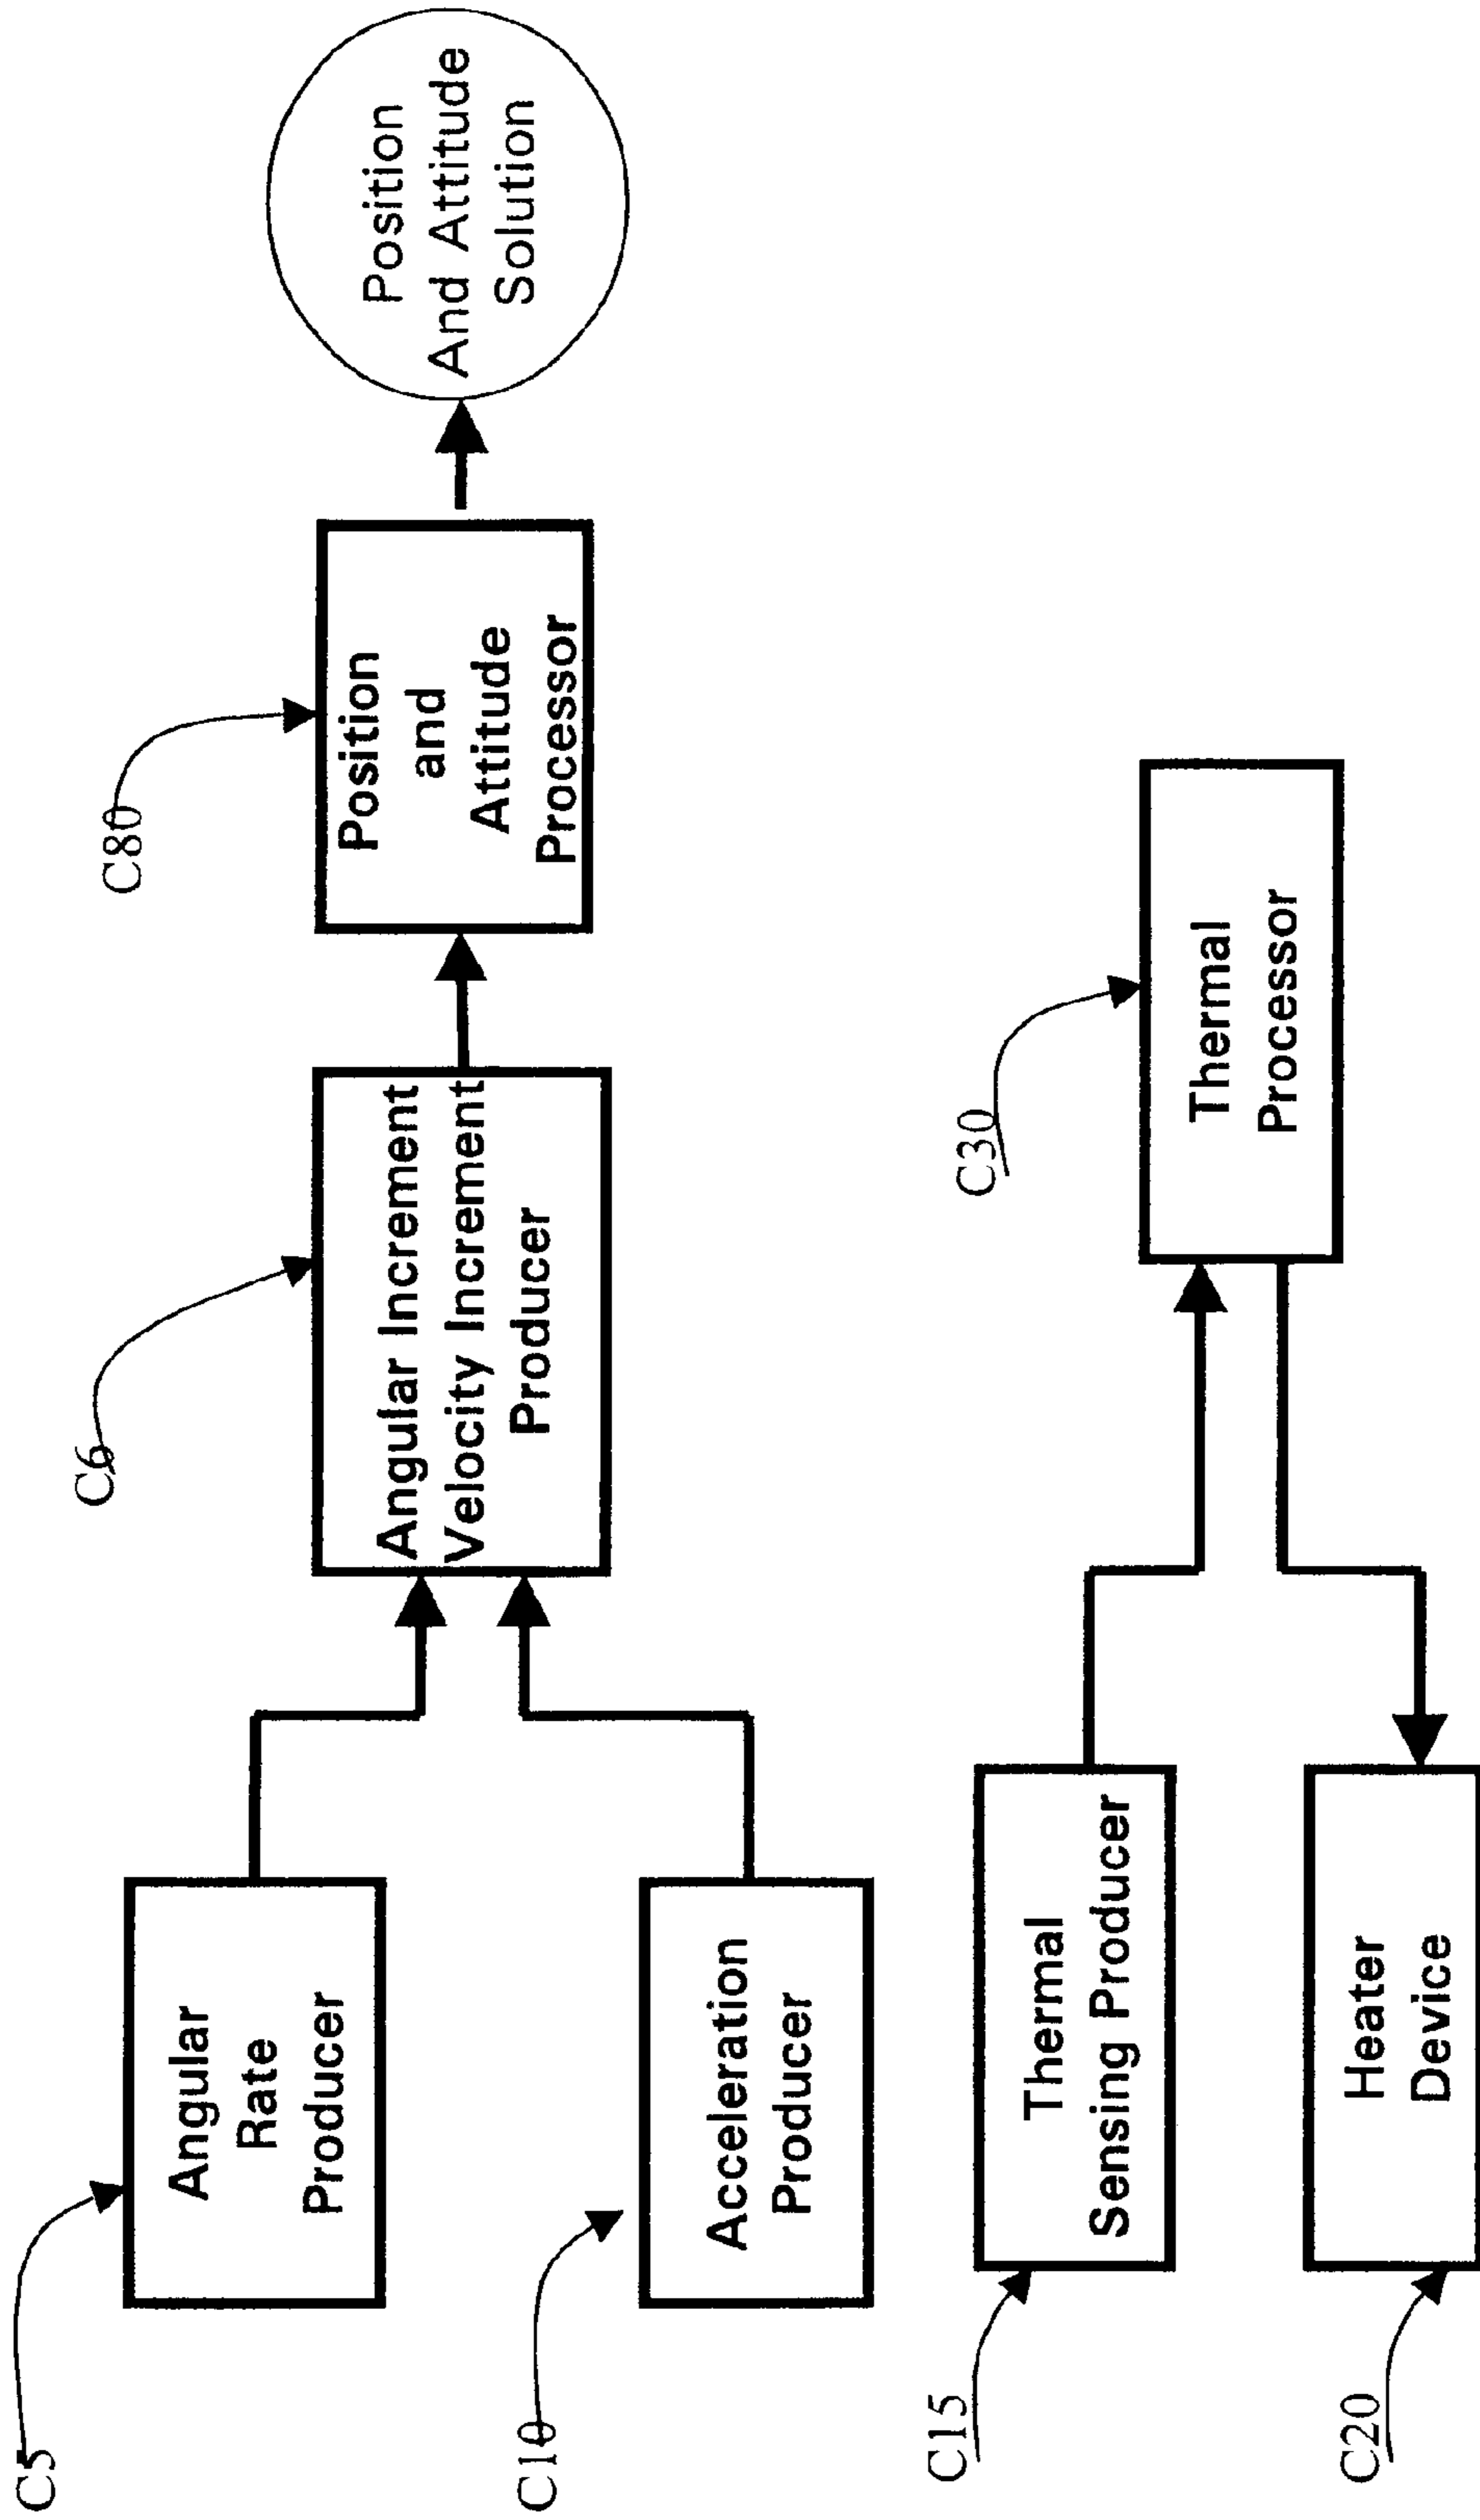 C5
Angular
Rate
Producer
C10
Acceleration
Producer
C6
Angular Increment
Velocity Increment
Producer
C80
Position
and
Attitude
Processor
Position
And Attitude
Solution
C15
Thermal
Sensing Producer
C20
Heater
Device
C30
Thermal
Processor